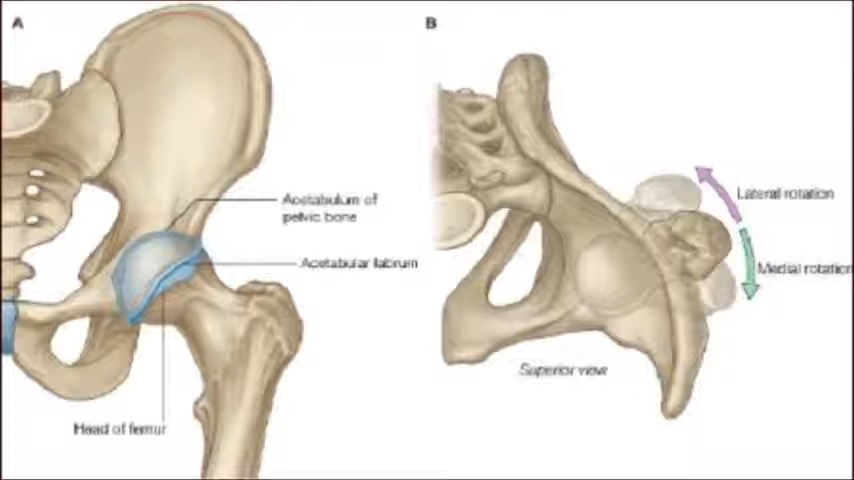 A
B
Acetabulum of
pelvic bone
Acetabular labrum
Head of femur
Lateral rotation
Medial rotation
Superior view